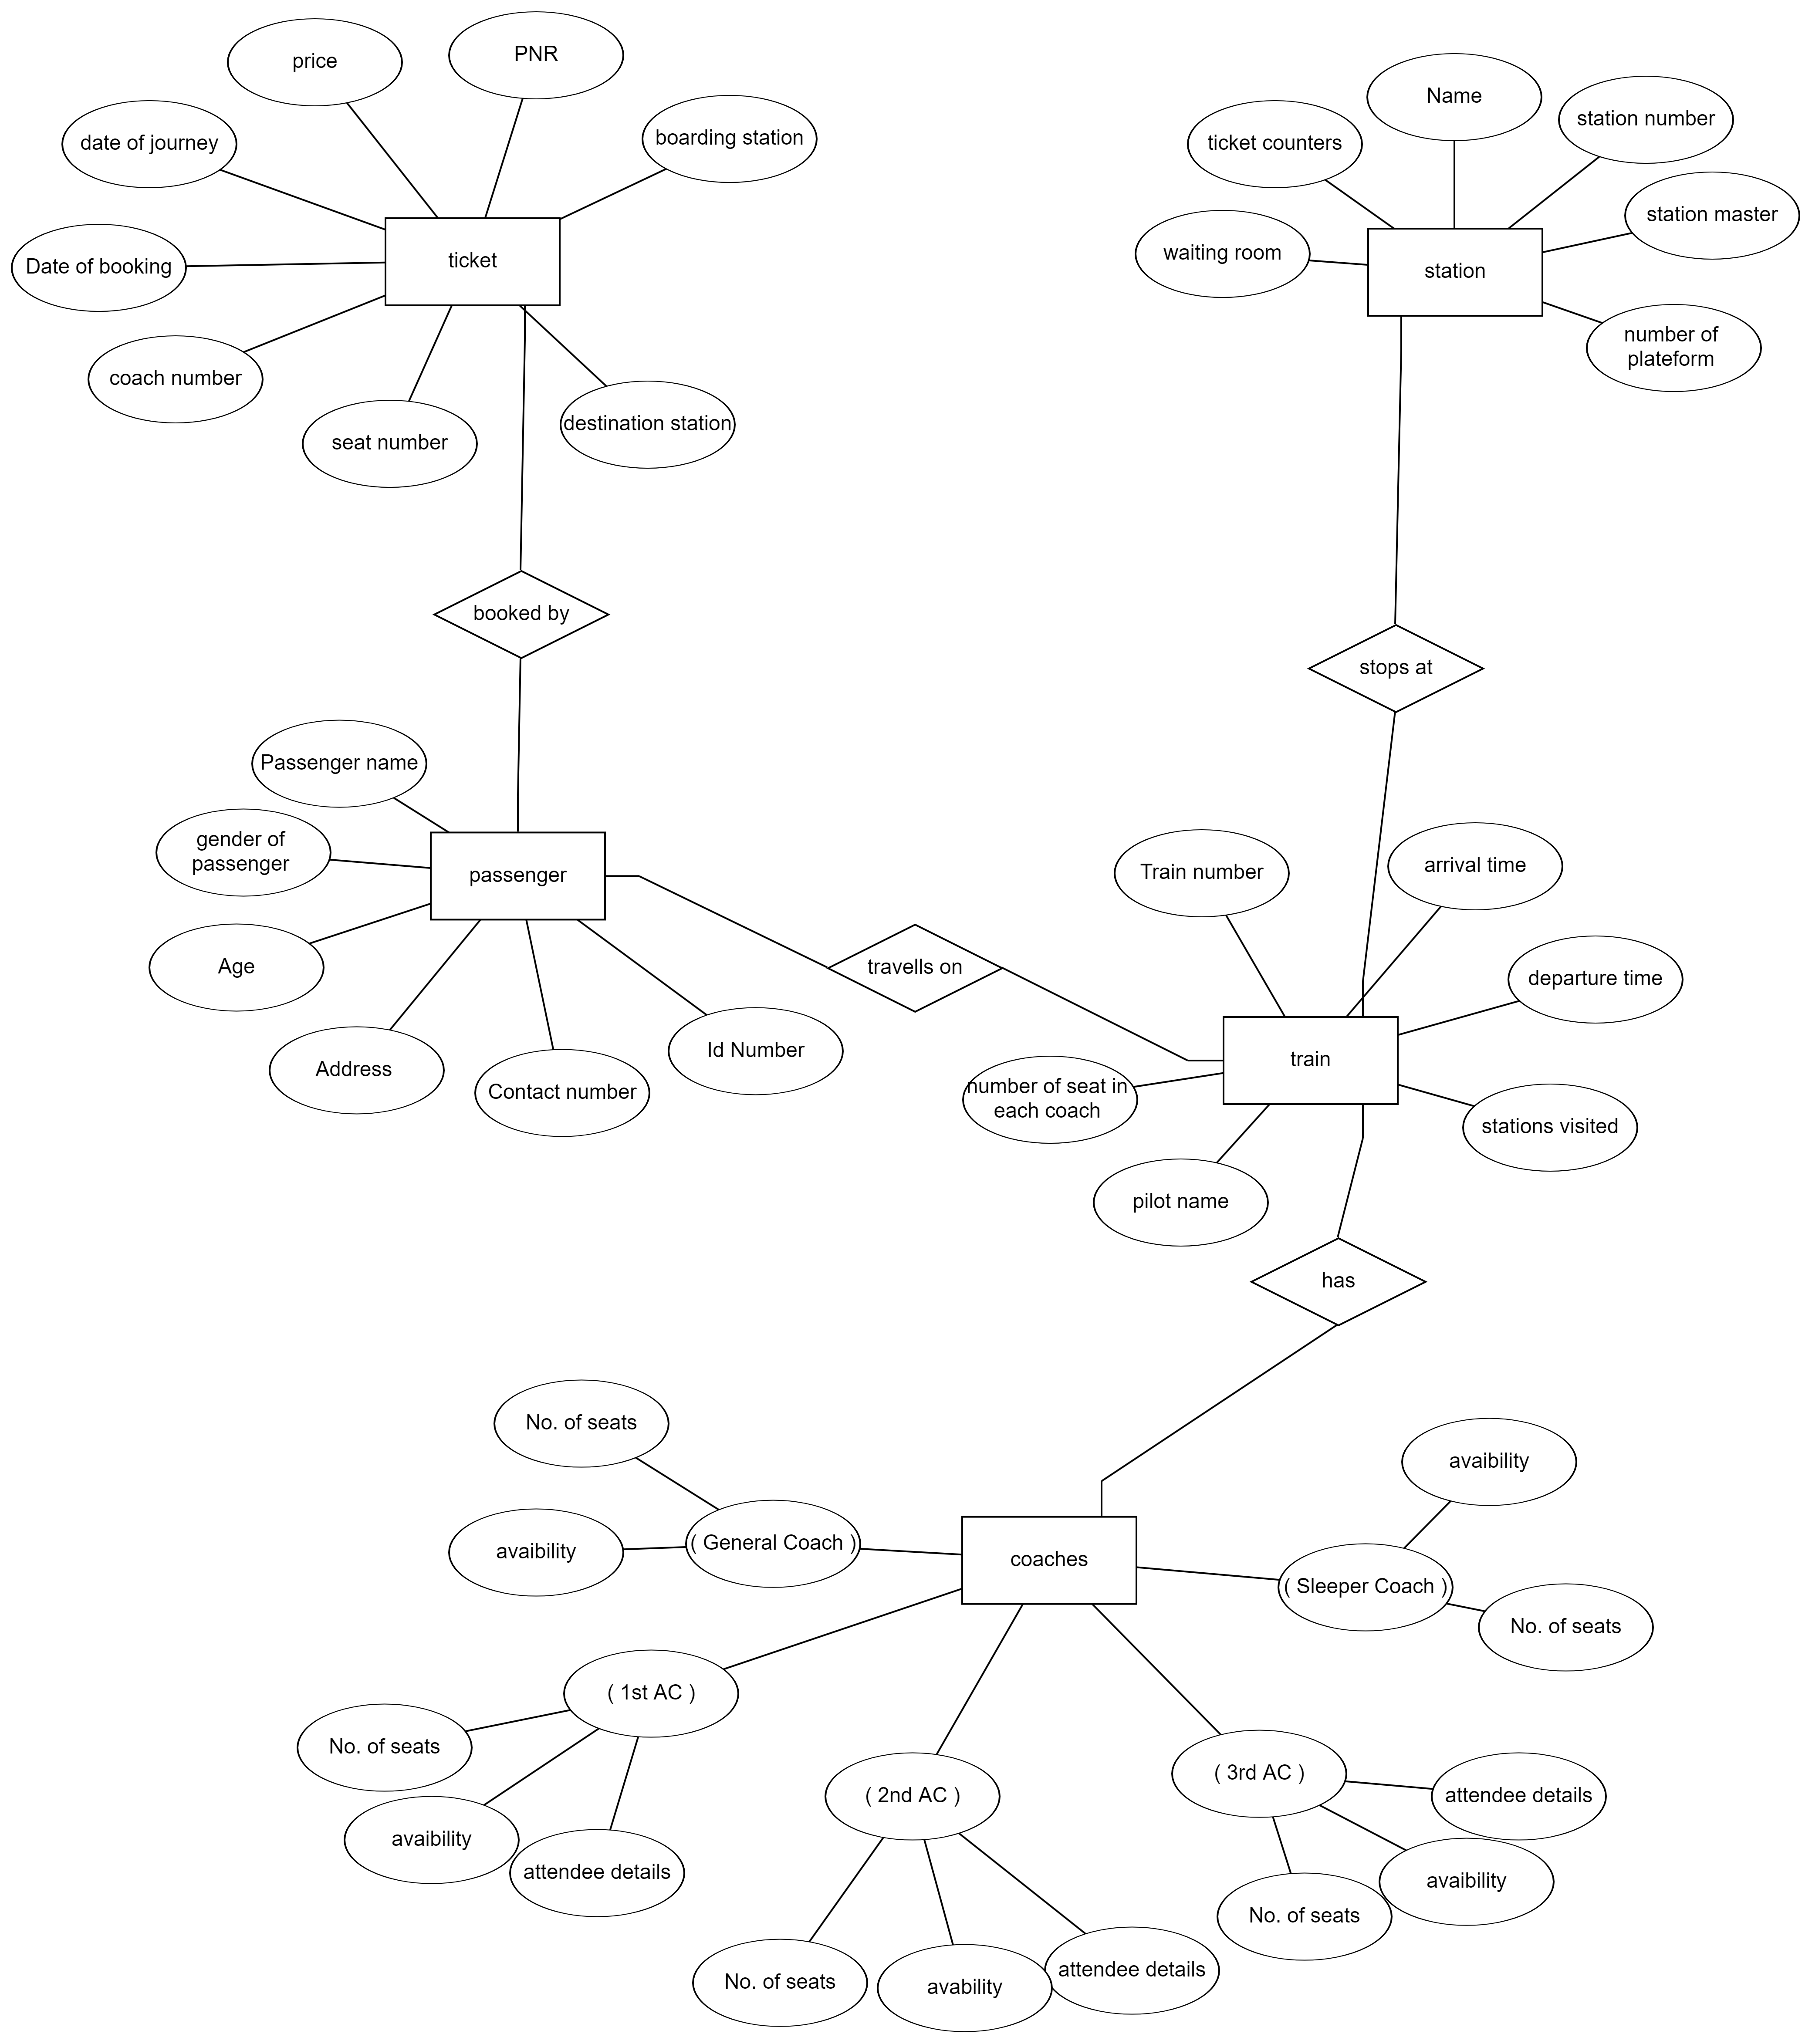 price
PNR
date of journey
boarding station
Date of booking
ticket
coach number
seat number
destination station
Name
ticket counters
station number
station master
waiting room
station
number of
plateform
booked by
stops at
Passenger name
gender of
passenger
passenger
Age
Address
Contact number
Id Number
travells on
Train number
arrival time
departure time
train
number of seat in
each coach
stations visited
pilot name
has
No. of seats
avaibility
( General Coach )
coaches
avaibility
( Sleeper Coach )
No. of seats
( 1st AC )
No. of seats
avaibility
attendee details
( 2nd AC )
No. of seats
avability
attendee details
( 3rd AC )
attendee details
avaibility
No. of seats